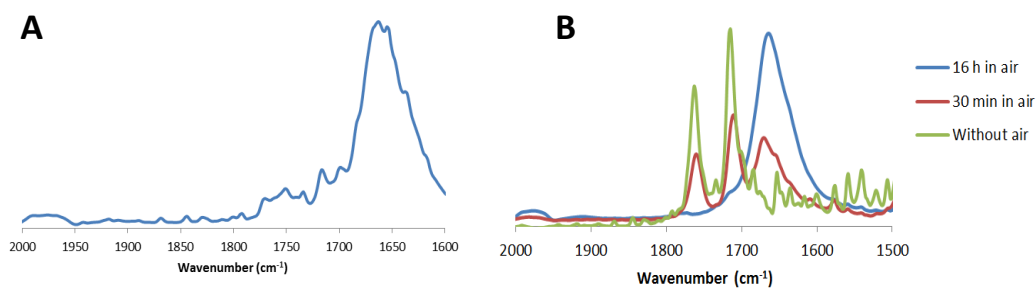 A
2000 1950 1900 1850 1800 1750 1700 1650 1600
Wavenumber (cm-1)
B
2000 1900 1800 1700 1600 1500
Wavenumber (cm-1)
16 h in air
30 min in air
Without air